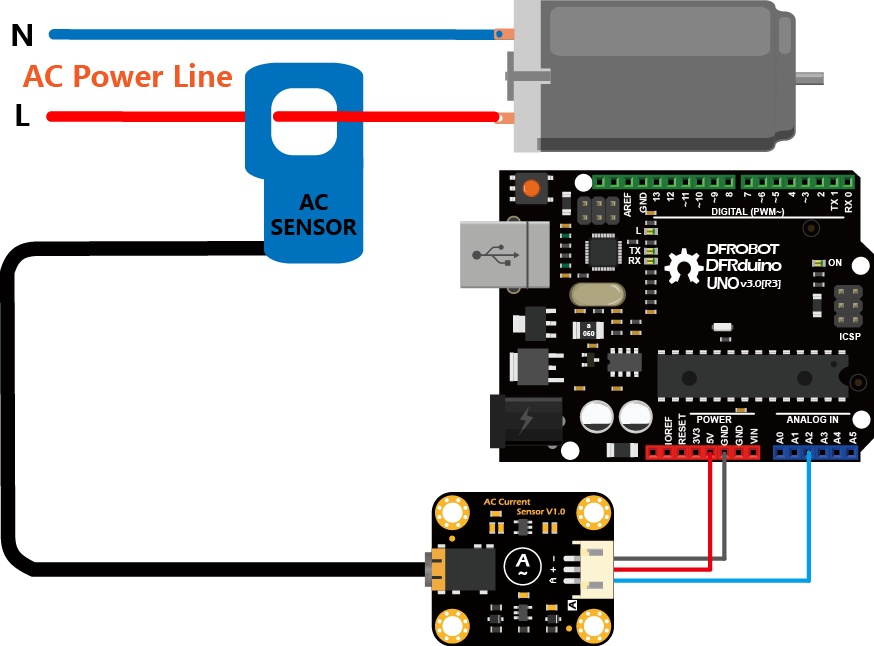 N
AC Power Line
L
AC
SENSOR
AREF
GND
13
12
~11
~10
~9
8
7
~6
~5
4
~3
2
TX 1
RX 0
DIGITAL (PWM~)
L
TX
RX
DFROBOT
DFRduino
UNO v3.0[R3]
ON
ICSP
a
060
POWER
ANALOG IN
IOREF
RESET
3V3
5V
GND
GND
VIN
A0
A1
A2
A3
A4
A5
AC Current
Sensor V1.0
A
~
-
+
A